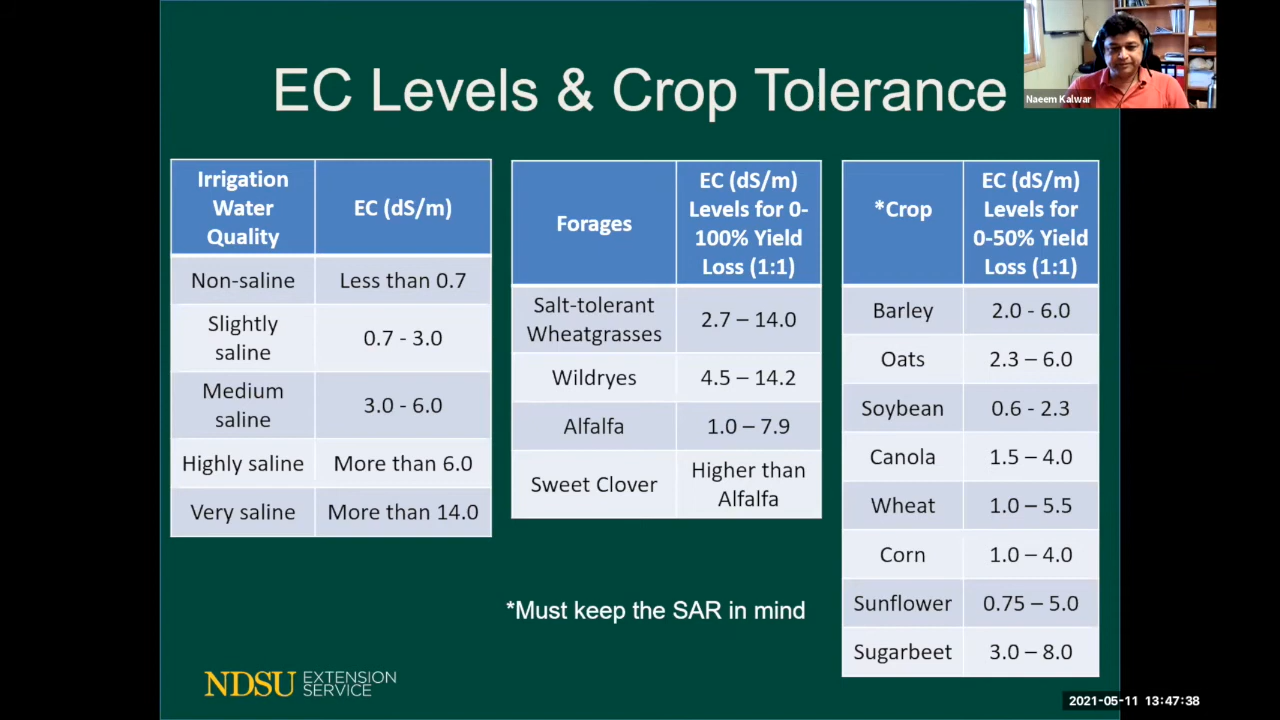 EC Levels & Crop Tolerance
Naeem Kalwar
Irrigation
Water
Quality
EC (dS/m)
Non-saline
Less than 0.7
Slightly
saline
0.7 - 3.0
Medium
saline
3.0 - 6.0
Highly saline
More than 6.0
Very saline
More than 14.0
Forages
EC (dS/m)
Levels for 0-
100% Yield
Loss (1:1)
Salt-tolerant
Wheatgrasses
2.7 – 14.0
Wildryes
4.5 – 14.2
Alfalfa
1.0 – 7.9
Sweet Clover
Higher than
Alfalfa
*Crop
EC (dS/m)
Levels for
0-50% Yield
Loss (1:1)
Barley
2.0 - 6.0
Oats
2.3 – 6.0
Soybean
0.6 - 2.3
Canola
1.5 – 4.0
Wheat
1.0 – 5.5
Corn
1.0 – 4.0
Sunflower
0.75 – 5.0
Sugarbeet
3.0 – 8.0
*Must keep the SAR in mind
NDSU EXTENSION
SERVICE
2021-05-11 13:47:38